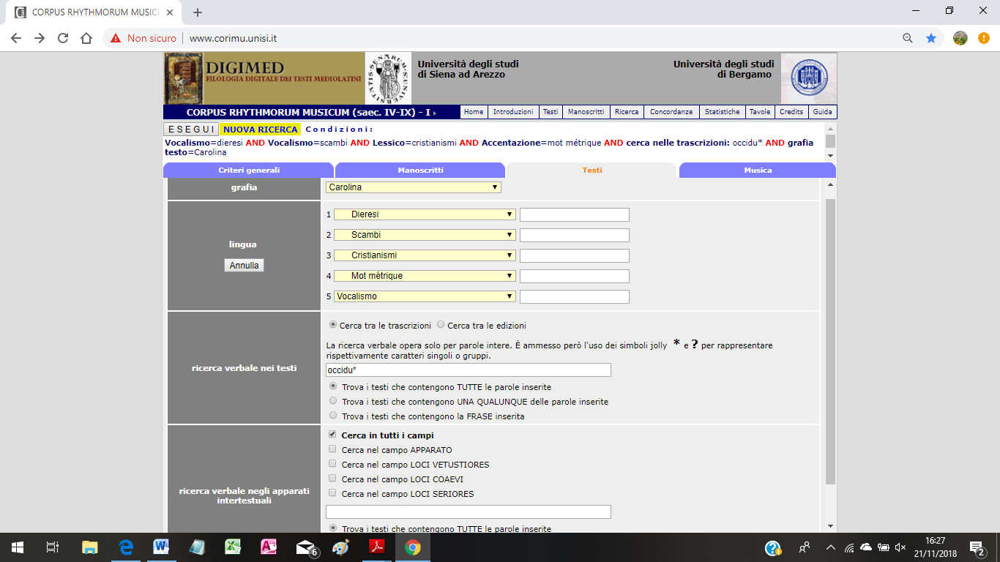 CORPUS RHYTHMORUM MUSICU
Non sicuro
www.corimu.unisi.it
DIGIMED
FILOLOGIA DIGITALE DEI TESTI MEDIOLATINI
Università degli studi
di Siena ad Arezzo
Università degli studi
di Bergamo
CORPUS RHYTHMORUM MUSICUM (saec. IV-IX) - I
Home Introduzioni Testi Manoscritti Ricerca Concordanze Statistiche Tavole Credits Guida
ESEGUI NUOVA RICERCA Condizioni:
Vocalismo=dieresi AND Vocalismo=scambi AND Lessico=cristianismi AND Accentazione=mot métrique AND cerca nelle trascrizioni: occidu* AND grafia
testo=Carolina
Criteri generali Manoscritti Testi Musica
grafia Carolina
lingua
Annulla
1 Dieresi
2 Scambi
3 Cristianismi
4 Mot métrique
5 Vocalismo
ricerca verbale nei testi
Cerca tra le trascrizioni Cerca tra le edizioni
La ricerca verbale opera solo per parole intere. È ammesso però l'uso dei simboli jolly * e ? per rappresentare
rispettivamente caratteri singoli o gruppi.
occidu*
Trova i testi che contengono TUTTE le parole inserite
Trova i testi che contengono UNA QUALUNQUE delle parole inserite
Trova i testi che contengono la FRASE inserita
ricerca verbale negli apparati
intertestuali
Cerca in tutti i campi
Cerca nel campo APPARATO
Cerca nel campo LOCI VETUSTIORES
Cerca nel campo LOCI COAEVI
Cerca nel campo LOCI SERIORES
Trova i testi che contengono TUTTE le parole inserite
6
16:27
21/11/2018
2